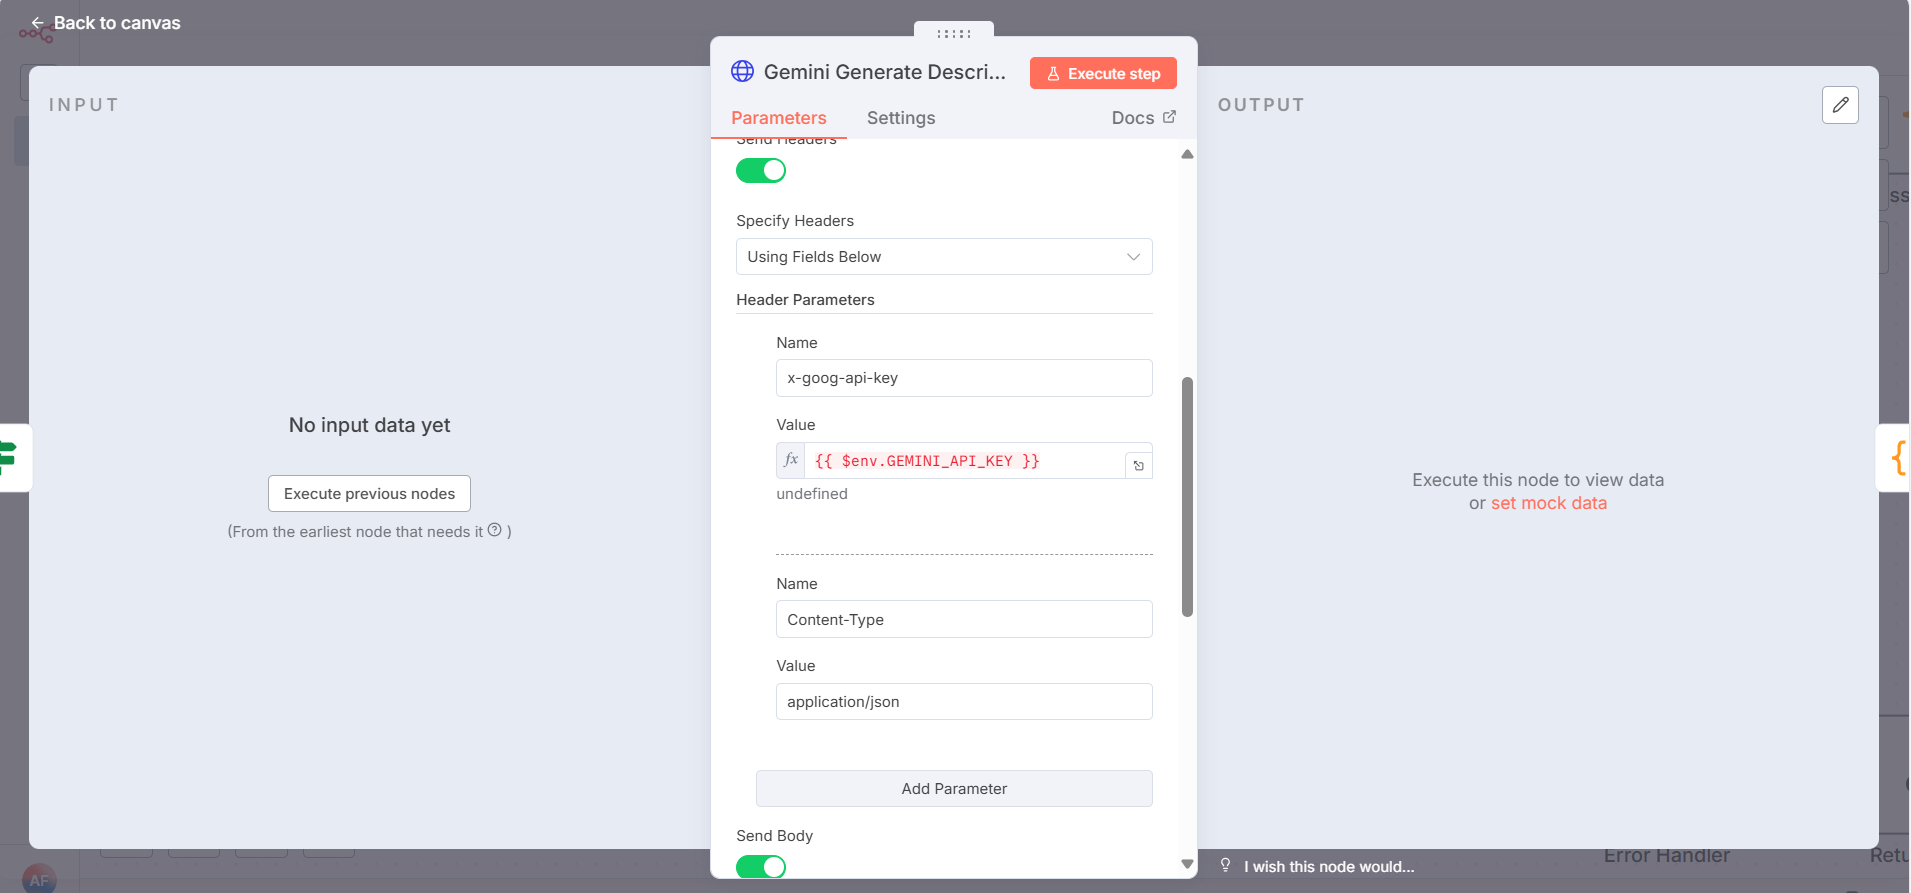 Back to canvas
INPUT
No input data yet
Execute previous nodes
(From the earliest node that needs it ? )
Gemini Generate Descri...
Execute step
Parameters
Settings
Docs
Send Headers
Specify Headers
Using Fields Below
Header Parameters
Name
x-goog-api-key
Value
fx {{ $env.GEMINI_API_KEY }}
undefined
Name
Content-Type
Value
application/json
Add Parameter
Send Body
OUTPUT
Execute this node to view data
or set mock data
I wish this node would...
Error Handler
AF